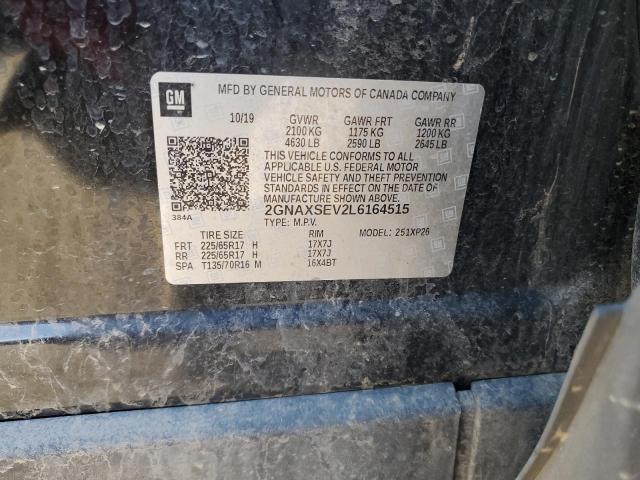 GM
MFD BY GENERAL MOTORS OF CANADA COMPANY
10/19 GVWR GAWR FRT GAWR RR
2100 KG 1175 KG 1200 KG
4630 LB 2590 LB 2645 LB
THIS VEHICLE CONFORMS TO ALL
APPLICABLE U.S. FEDERAL MOTOR
VEHICLE SAFETY AND THEFT PREVENTION
STANDARDS IN EFFECT ON THE DATE OF
MANUFACTURE SHOWN ABOVE.
384A 2GNAXSEV2L6164515
TYPE: M.P.V. MODEL: 251XP26
TIRE SIZE RIM
FRT 225/65R17 H 17X7J
RR 225/65R17 H 17X7J
SPA T135/70R16 M 16X4BT